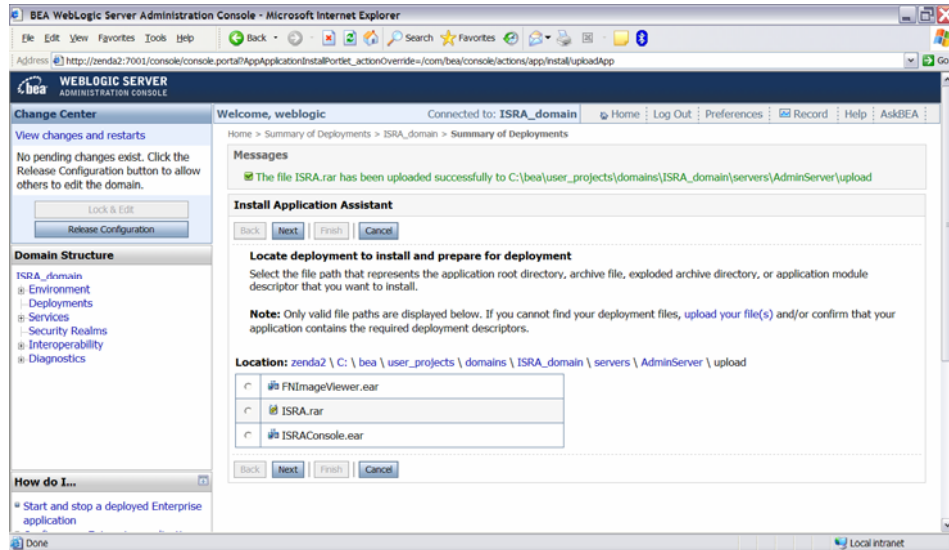 BEA WebLogic Server Administration Console - Microsoft Internet Explorer
File Edit View Favorites Tools Help
Back Search Favorites
Address http://zenda2:7001/console/console.portal?AppApplicationInstallPortlet_actionOverride=/com/bea/console/actions/app/install/uploadApp Go
bea WEBLOGIC SERVER
ADMINISTRATION CONSOLE
Change Center
View changes and restarts
No pending changes exist. Click the
Release Configuration button to allow
others to edit the domain.
Lock & Edit
Release Configuration
Domain Structure
ISRA_domain
Environment
Deployments
Services
Security Realms
Interoperability
Diagnostics
How do I...
Start and stop a deployed Enterprise
application
Welcome, weblogic Connected to: ISRA_domain Home Log Out Preferences Record Help AskBEA
Home > Summary of Deployments > ISRA_domain > Summary of Deployments
Messages
The file ISRA.rar has been uploaded successfully to C:\bea\user_projects\domains\ISRA_domain\servers\AdminServer\upload
Install Application Assistant
Back Next Finish Cancel
Locate deployment to install and prepare for deployment
Select the file path that represents the application root directory, archive file, exploded archive directory, or application module
descriptor that you want to install.
Note: Only valid file paths are displayed below. If you cannot find your deployment files, upload your file(s) and/or confirm that your
application contains the required deployment descriptors.
Location: zenda2 \ C: \ bea \ user_projects \ domains \ ISRA_domain \ servers \ AdminServer \ upload
FNImageViewer.ear
ISRA.rar
ISRAConsole.ear
Back Next Finish Cancel
Done Local intranet